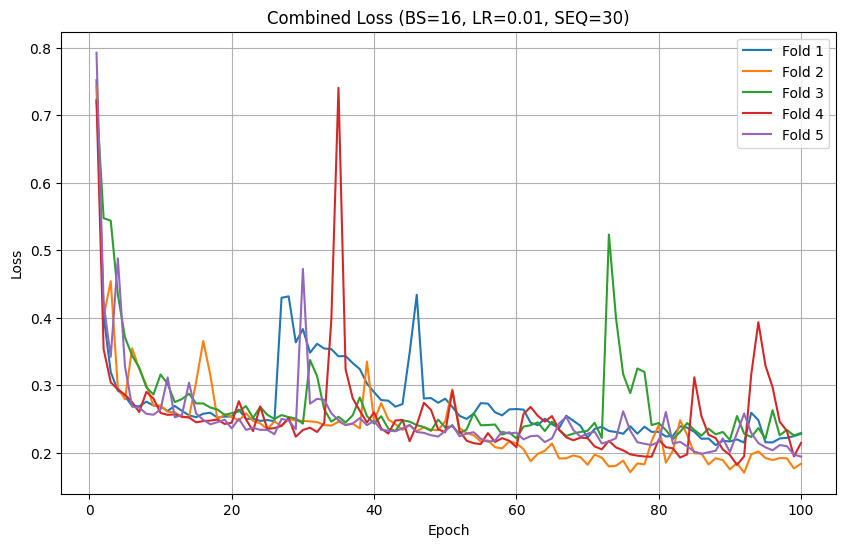 Combined Loss (BS=16, LR=0.01, SEQ=30)
Fold 1
Fold 2
Fold 3
Fold 4
Fold 5
Loss
0.8
0.7
0.6
0.5
0.4
0.3
0.2
0 20 40 60 80 100
Epoch